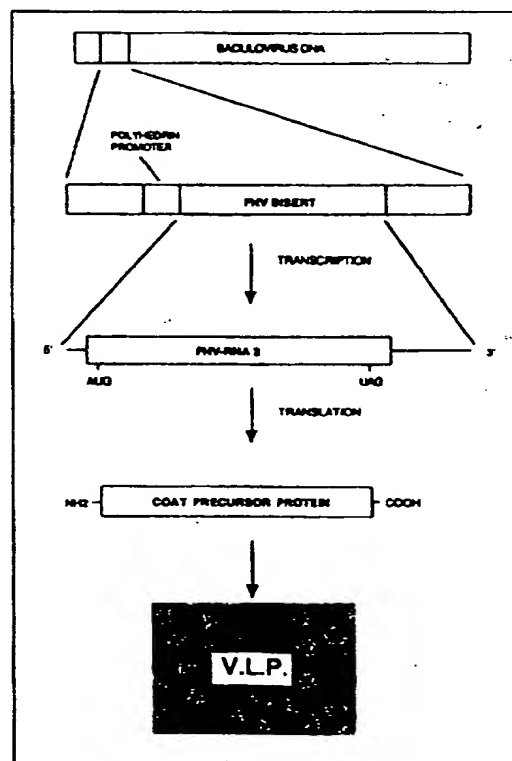 BACULOVIRUS DNA
POLYHEDRIN
PROMOTER
FHV INSERT
TRANSCRIPTION
5' 3'
FHV-RNA 3
AUG UAG
TRANSLATION
NH2 COAT PRECURSOR PROTEIN COOH
V.L.P.